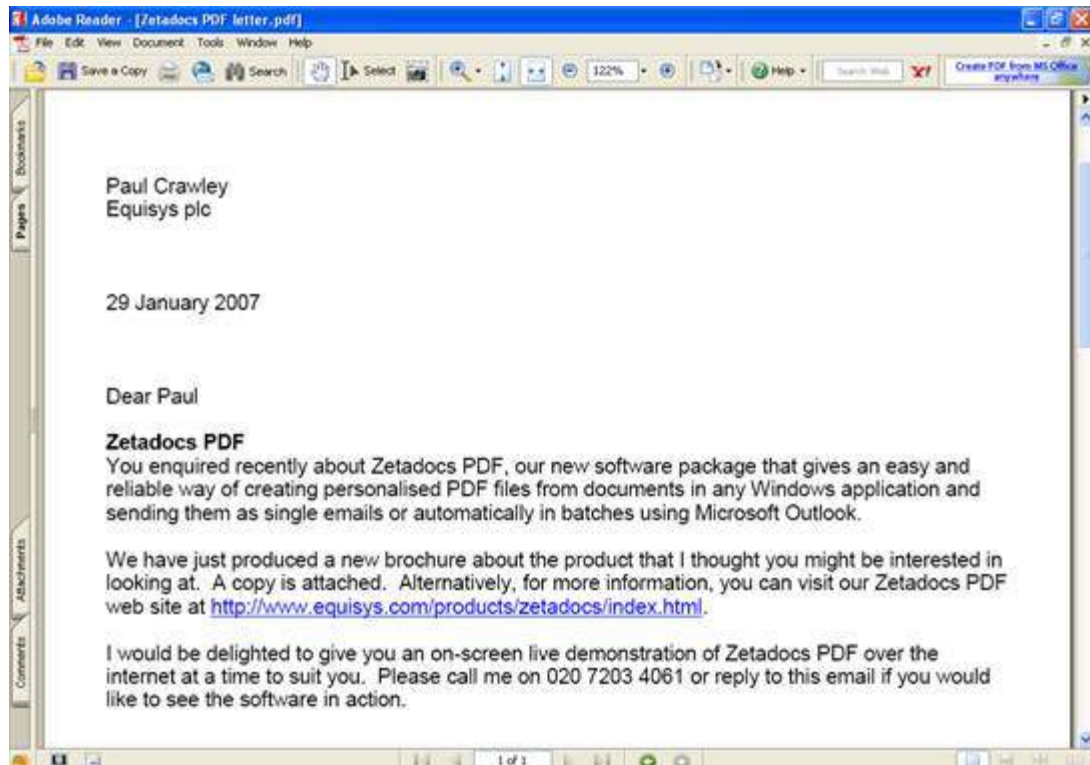 Adobe Reader - [Zetadocs PDF letter.pdf]
File Edit View Document Tools Window Help
Save a Copy Search Select 122% Help Search Web Y! Create PDF from MS Office anywhere
Bookmarks
Pages
Attachments
Comments
Paul Crawley
Equisys plc
29 January 2007
Dear Paul
Zetadocs PDF
You enquired recently about Zetadocs PDF, our new software package that gives an easy and
reliable way of creating personalised PDF files from documents in any Windows application and
sending them as single emails or automatically in batches using Microsoft Outlook.
We have just produced a new brochure about the product that I thought you might be interested in
looking at.  A copy is attached.  Alternatively, for more information, you can visit our Zetadocs PDF
web site at http://www.equisys.com/products/zetadocs/index.html.
I would be delighted to give you an on-screen live demonstration of Zetadocs PDF over the
internet at a time to suit you.  Please call me on 020 7203 4061 or reply to this email if you would
like to see the software in action.
1 of 1